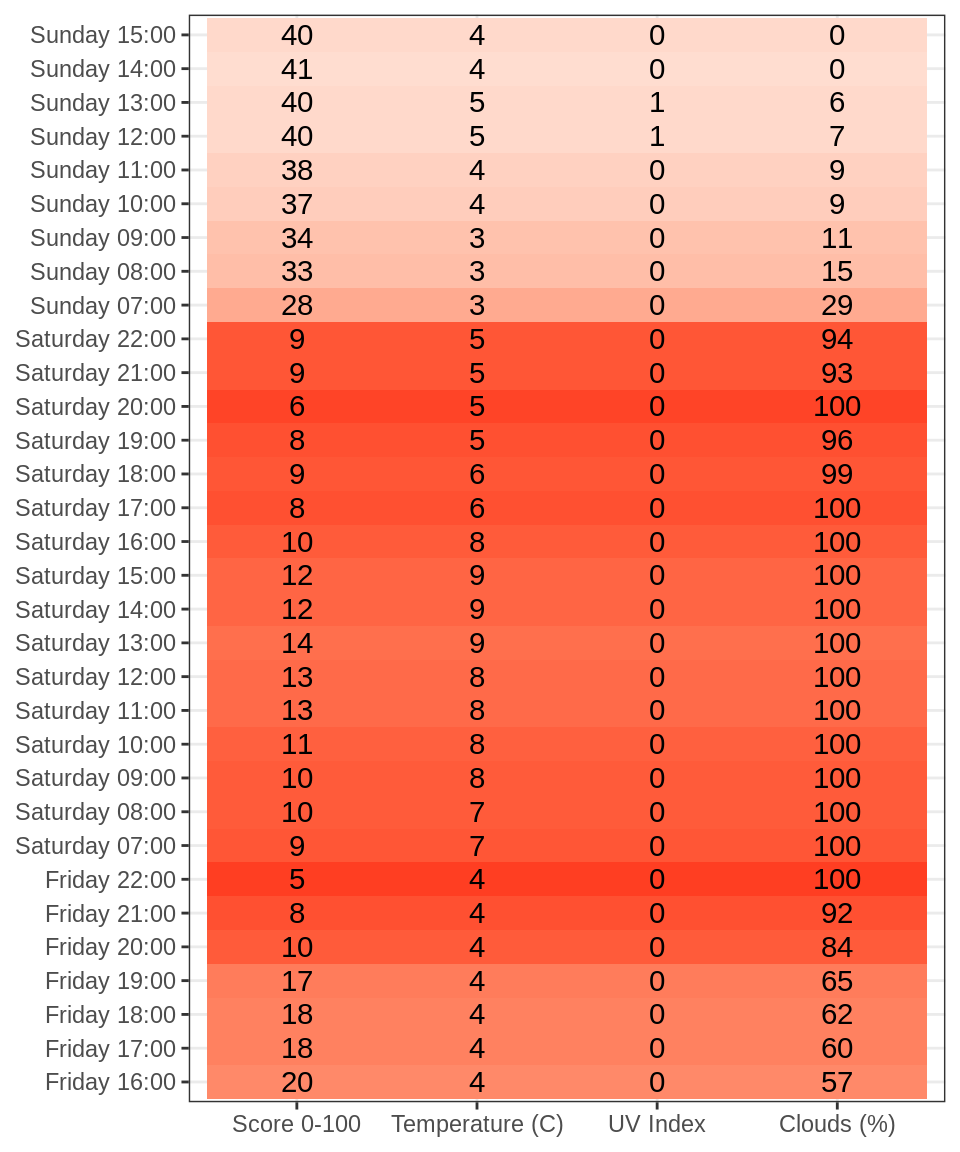 Sunday 15:00 40 4 0 0
Sunday 14:00 41 4 0 0
Sunday 13:00 40 5 1 6
Sunday 12:00 40 5 1 7
Sunday 11:00 38 4 0 9
Sunday 10:00 37 4 0 9
Sunday 09:00 34 3 0 11
Sunday 08:00 33 3 0 15
Sunday 07:00 28 3 0 29
Saturday 22:00 9 5 0 94
Saturday 21:00 9 5 0 93
Saturday 20:00 6 5 0 100
Saturday 19:00 8 5 0 96
Saturday 18:00 9 6 0 99
Saturday 17:00 8 6 0 100
Saturday 16:00 10 8 0 100
Saturday 15:00 12 9 0 100
Saturday 14:00 12 9 0 100
Saturday 13:00 14 9 0 100
Saturday 12:00 13 8 0 100
Saturday 11:00 13 8 0 100
Saturday 10:00 11 8 0 100
Saturday 09:00 10 8 0 100
Saturday 08:00 10 7 0 100
Saturday 07:00 9 7 0 100
Friday 22:00 5 4 0 100
Friday 21:00 8 4 0 92
Friday 20:00 10 4 0 84
Friday 19:00 17 4 0 65
Friday 18:00 18 4 0 62
Friday 17:00 18 4 0 60
Friday 16:00 20 4 0 57
Score 0-100 Temperature (C) UV Index Clouds (%)